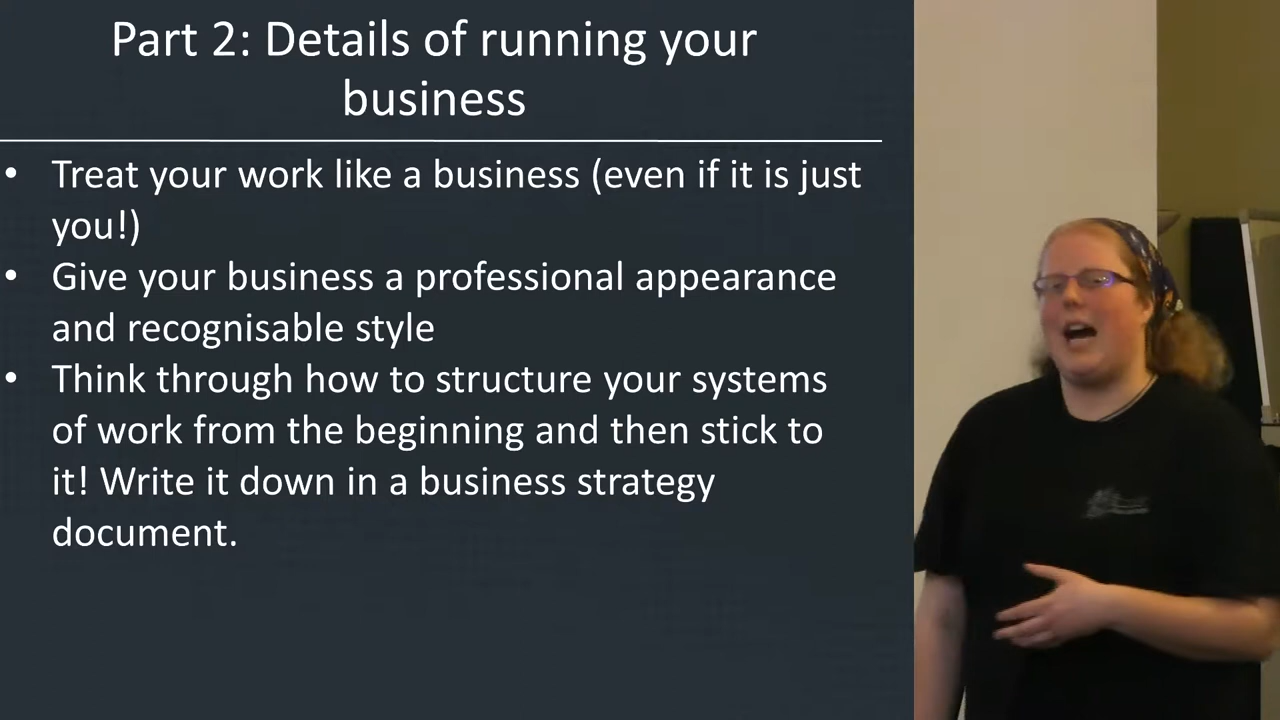 Part 2: Details of running your
business
• Treat your work like a business (even if it is just
you!)
• Give your business a professional appearance
and recognisable style
• Think through how to structure your systems
of work from the beginning and then stick to
it! Write it down in a business strategy
document.